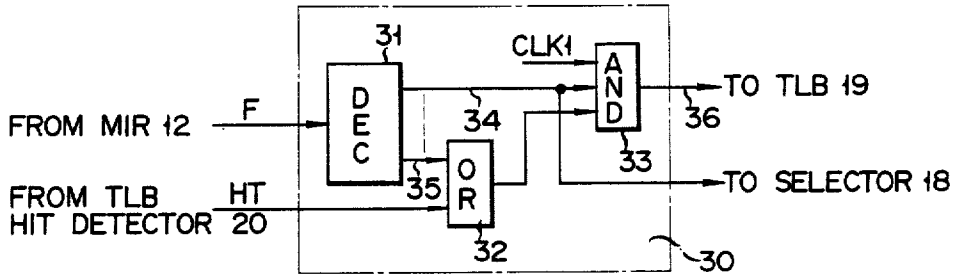 31
CLK1
AND
DEC
34
36
TO TLB 19
33
F
FROM MIR 12
35
OR
32
TO SELECTOR 18
HT
FROM TLB
HIT DETECTOR 20
30